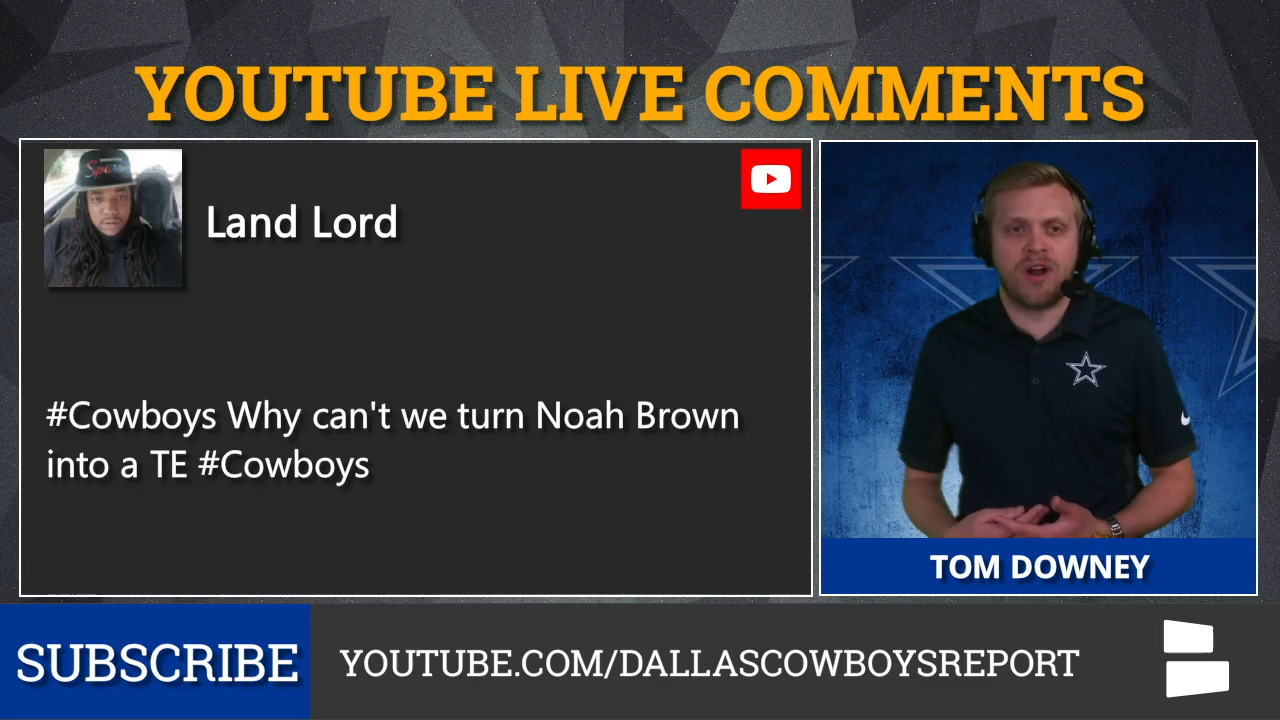 YOUTUBE LIVE COMMENTS
Land Lord
#Cowboys Why can't we turn Noah Brown
into a TE #Cowboys
TOM DOWNEY
SUBSCRIBE
YOUTUBE.COM/DALLASCOWBOYSREPORT